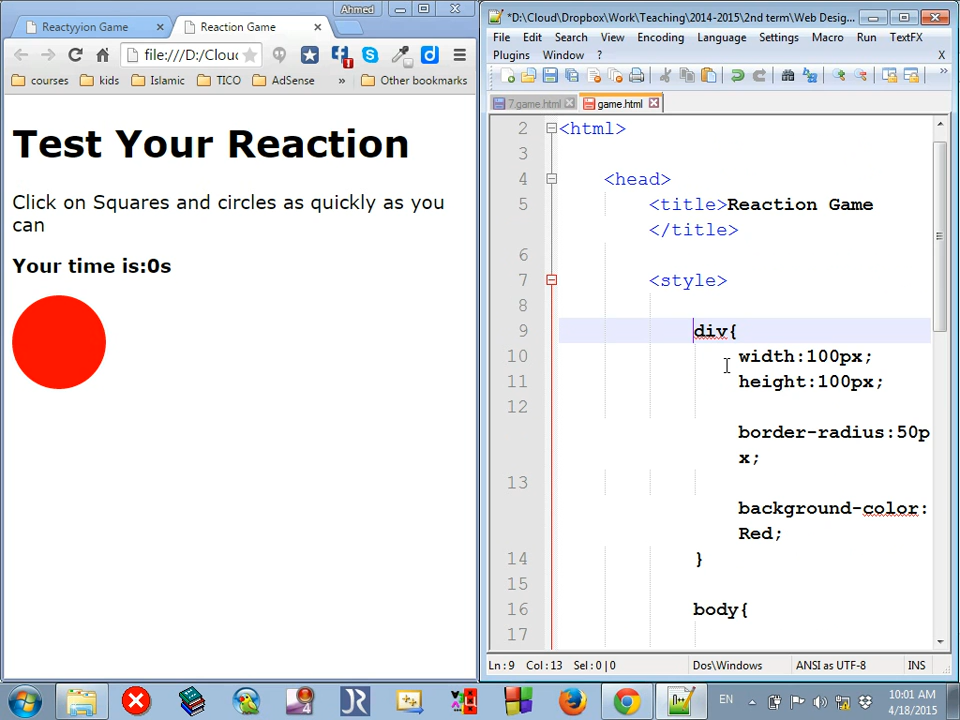 Ahmed
Reactyyion Game
Reaction Game
file:///D:/Clouc
courses
kids
Islamic
TICO
AdSense
»
Other bookmarks
Test Your Reaction
Click on Squares and circles as quickly as you
can
Your time is:0s
*D:\Cloud\Dropbox\Work\Teaching\2014-2015\2nd term\Web Desig...
File Edit Search View Encoding Language Settings Macro Run TextFX
Plugins Window ?
X
7.game.html
game.html
2 <html>
3
4 <head>
5 <title>Reaction Game
</title>
6
7 <style>
8
9 div{
10 width:100px;
11 height:100px;
12
border-radius:50p
x;
13
background-color:
Red;
14 }
15
16 body{
17
Ln:9 Col:13 Sel:0|0 Dos\Windows ANSI as UTF-8 INS
EN
10:01 AM
4/18/2015